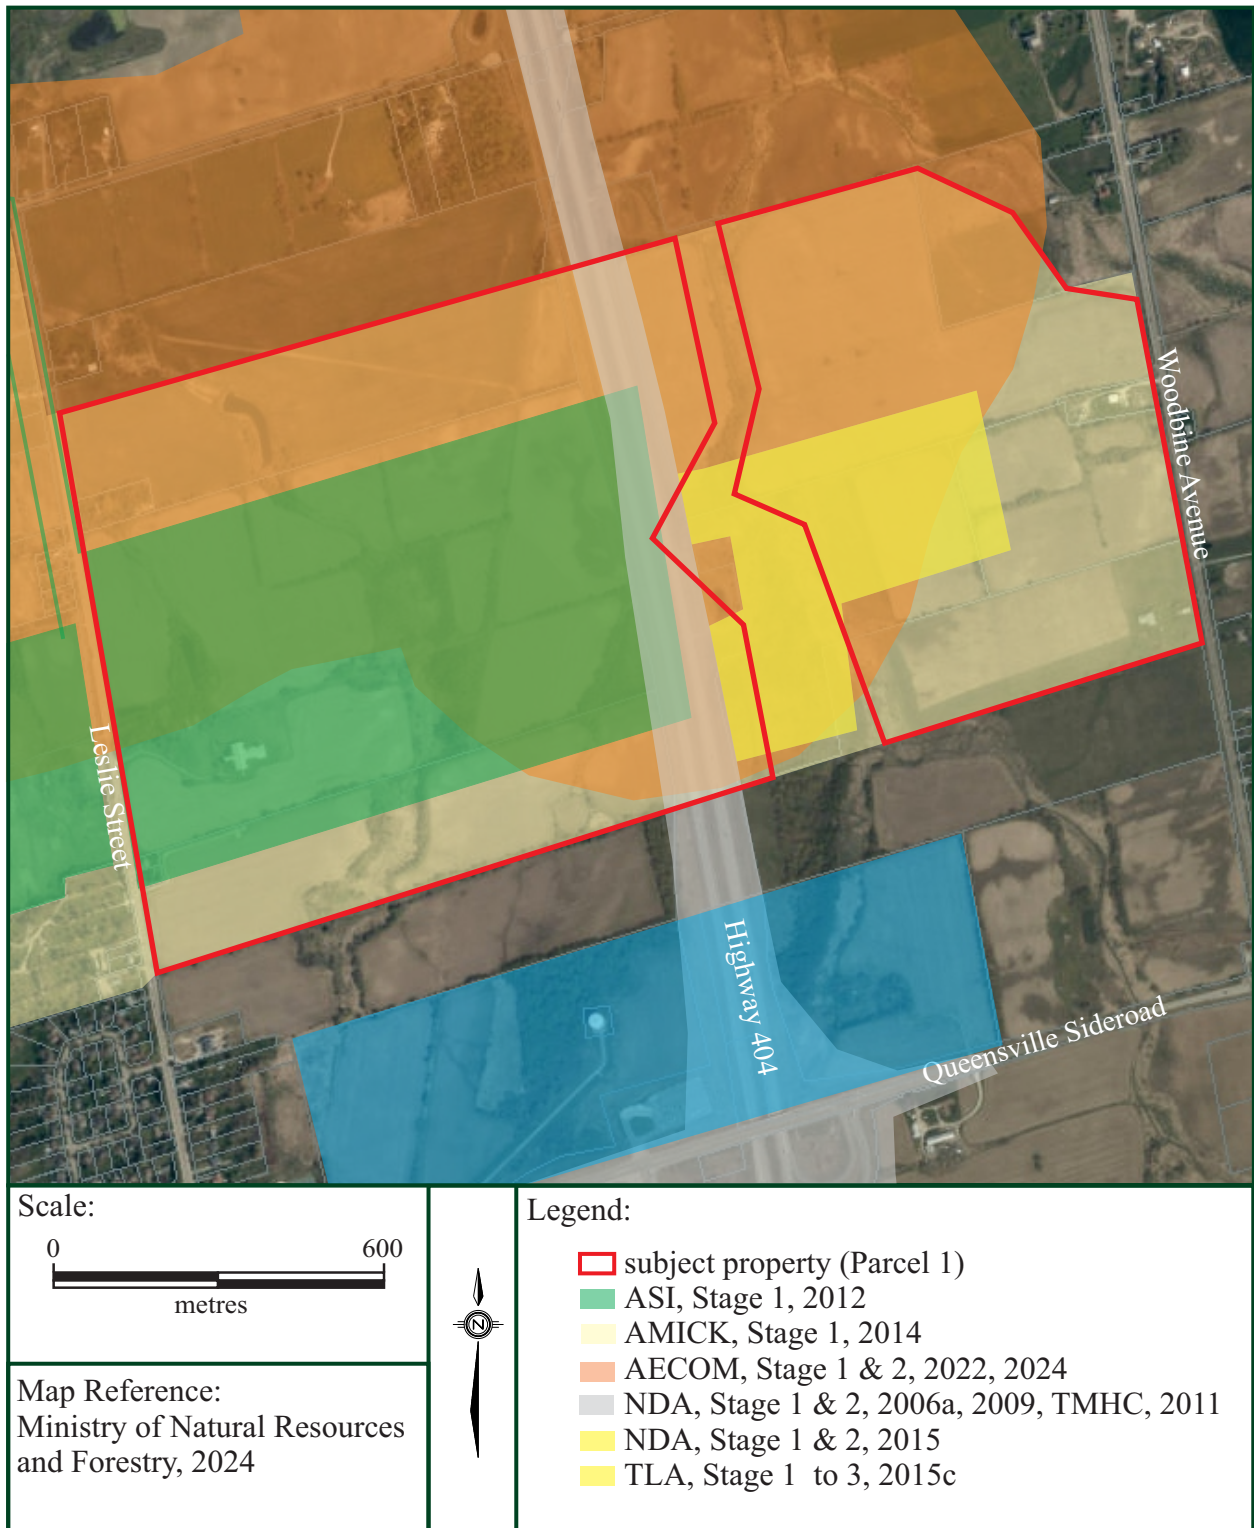 Woodbine Avenue
Leslie Street
Highway 404
Queensville Sideroad
Scale:
0 600
metres
Map Reference:
Ministry of Natural Resources
and Forestry, 2024
N
Legend:
subject property (Parcel 1)
ASI, Stage 1, 2012
AMICK, Stage 1, 2014
AECOM, Stage 1 & 2, 2022, 2024
NDA, Stage 1 & 2, 2006a, 2009, TMHC, 2011
NDA, Stage 1 & 2, 2015
TLA, Stage 1 to 3, 2015c